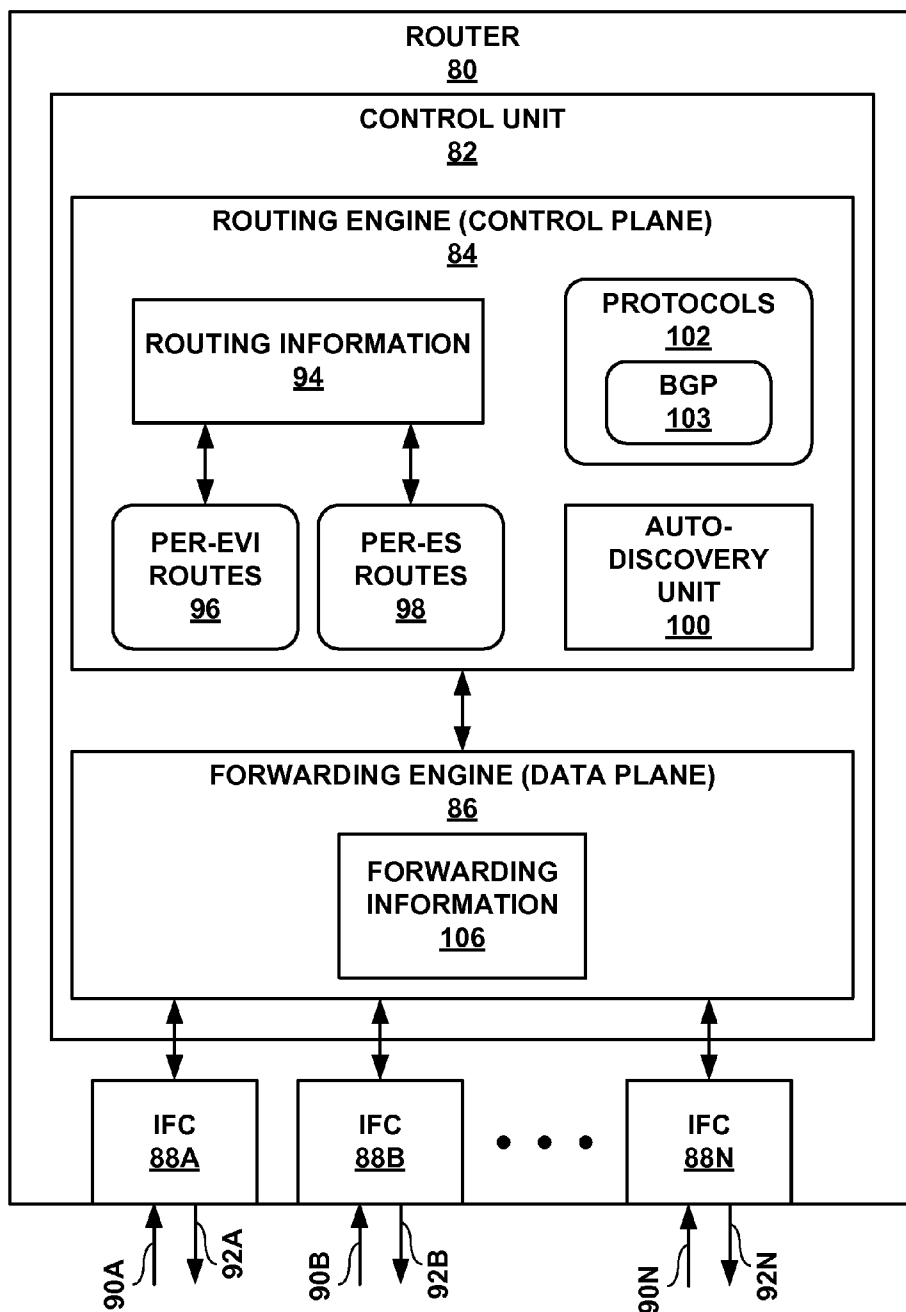 ROUTER
80
CONTROL UNIT
82
ROUTING ENGINE (CONTROL PLANE)
84
ROUTING INFORMATION
94
PROTOCOLS
102
BGP
103
PER-EVI
ROUTES
96
PER-ES
ROUTES
98
AUTO-
DISCOVERY
UNIT
100
FORWARDING ENGINE (DATA PLANE)
86
FORWARDING
INFORMATION
106
IFC
88A
IFC
88B
IFC
88N
90A
92A
90B
92B
90N
92N